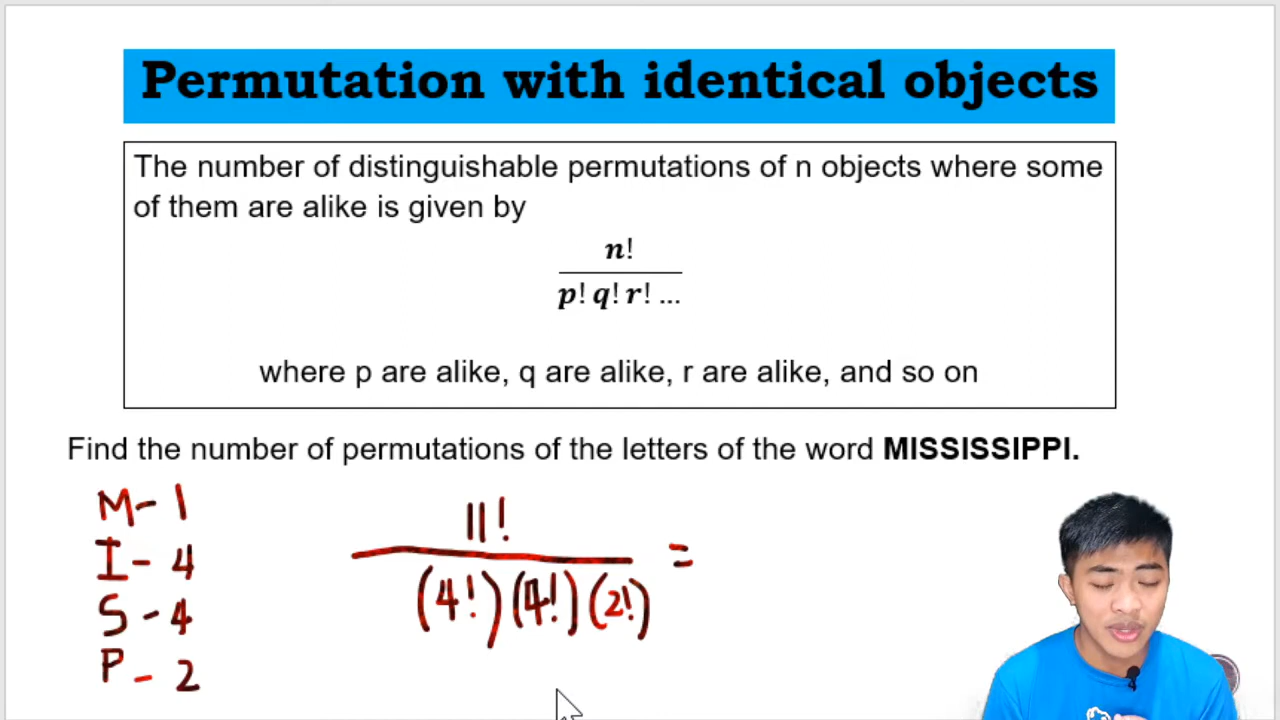 Permutation with identical objects
The number of distinguishable permutations of n objects where some
of them are alike is given by
n!
p! q! r! ...
where p are alike, q are alike, r are alike, and so on
Find the number of permutations of the letters of the word MISSISSIPPI.
M - 1
I - 4
S - 4
P - 2
11!
(4!)(4!)(2!)
=